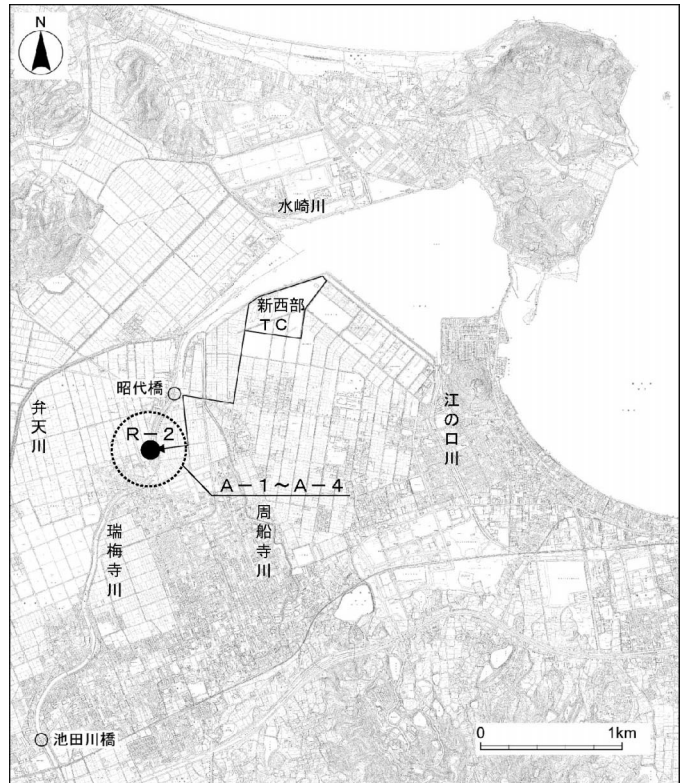 N
水崎川
新西部
TC
昭代橋
弁天川
R-2
江の口川
A-1~A-4
周船寺川
瑞梅寺川
池田川橋
0 1km